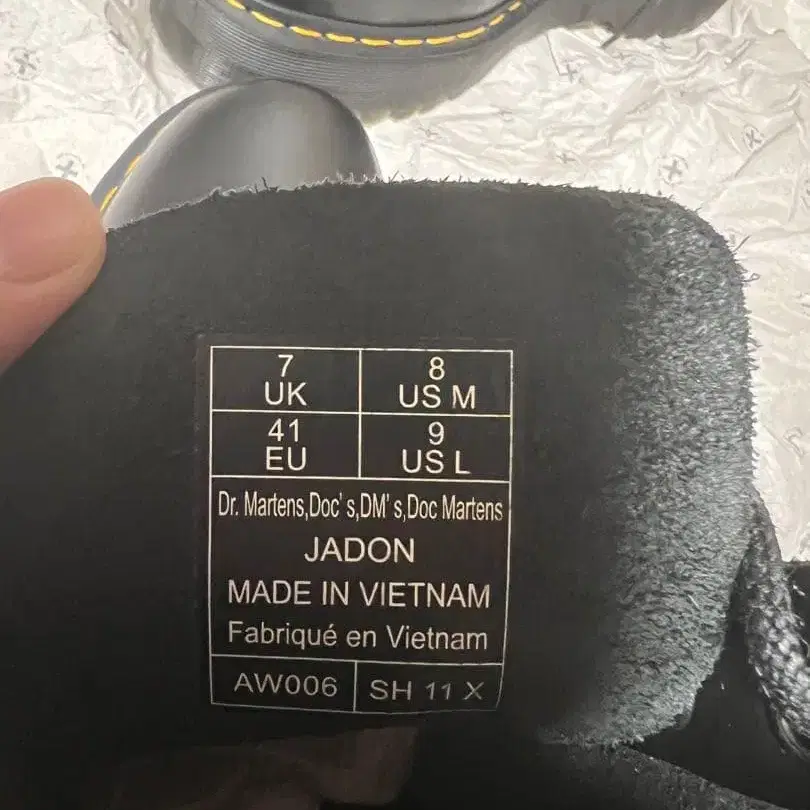 7 8
UK US M
41 9
EU US L
Dr. Martens,Doc' s,DM' s,Doc Martens
JADON
MADE IN VIETNAM
Fabriqué en Vietnam
AW006 SH 11 X